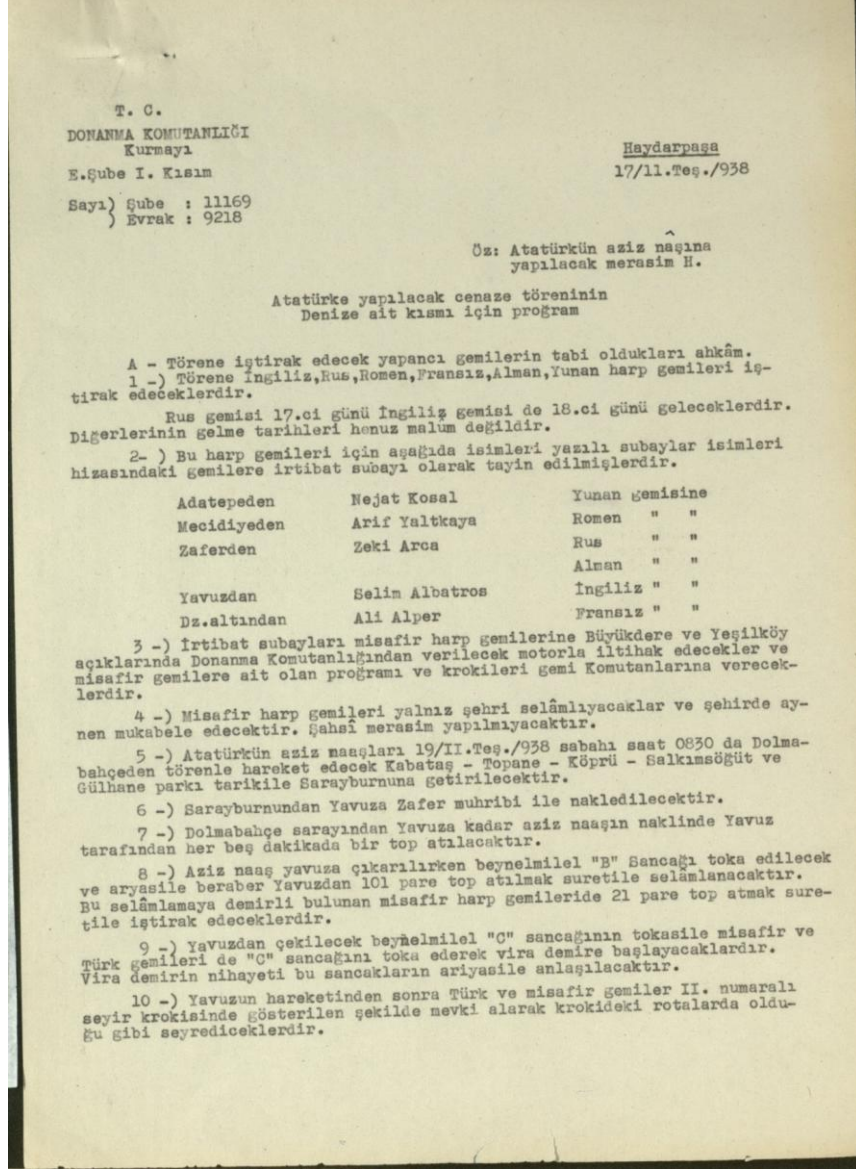 T. C.
DONANMA KOMUTANLIĞI
Kurmayı
E.Şube I. Kısım
Sayı) Şube : 11169
) Evrak : 9218
Haydarpaşa
17/11.Teş./938
Öz: Atatürkün aziz nâşına
yapılacak merasim H.
Atatürke yapılacak cenaze töreninin
Denize ait kısmı için proğram
A - Törene iştirak edecek yapancı gemilerin tabi oldukları ahkâm.
1 -) Törene İngiliz,Rus,Romen,Fransız,Alman,Yunan harp gemileri iş-
tirak edeceklerdir.
Rus gemisi 17.ci günü İngiliz gemisi de 18.ci günü geleceklerdir.
Diğerlerinin gelme tarihleri henuz malûm değildir.
2- ) Bu harp gemileri için aşağıda isimleri yazılı subaylar isimleri
hizasındaki gemilere irtibat subayı olarak tayin edilmişlerdir.
Adatepeden Nejat Kosal Yunan gemisine
Mecidiyeden Arif Yaltkaya Romen " "
Zaferden Zeki Arca Rus " "
Alman " "
Yavuzdan Selim Albatros İngiliz " "
Dz.altından Ali Alper Fransız " "
3 -) İrtibat subayları misafir harp gemilerine Büyükdere ve Yeşilköy
açıklarında Donanma Komutanlığından verilecek motorla iltihak edecekler ve
misafir gemilere ait olan proğramı ve krokileri gemi Komutanlarına verecek-
lerdir.
4 -) Misafir harp gemileri yalnız şehri selâmlıyacaklar ve şehirde ay-
nen mukabele edecektir. Şahsî merasim yapılmıyacaktır.
5 -) Atatürkün aziz naaşları 19/II.Teş./938 sabahı saat 0830 da Dolma-
bahçeden törenle hareket edecek Kabataş - Topane - Köprü - Salkımsöğüt ve
Gülhane parkı tarikile Sarayburnuna getirilecektir.
6 -) Sarayburnundan Yavuza Zafer muhribi ile nakledilecektir.
7 -) Dolmabahçe sarayından Yavuza kadar aziz naaşın naklinde Yavuz
tarafından her beş dakikada bir top atılacaktır.
8 -) Aziz naaş yavuza çıkarılırken beynelmilel "B" Sancağı toka edilecek
ve aryasile beraber Yavuzdan 101 pare top atılmak suretile selâmlanacaktır.
Bu selâmlamaya demirli bulunan misafir harp gemileride 21 pare top atmak sure-
tile iştirak edeceklerdir.
9 -) Yavuzdan çekilecek beynelmilel "C" sancağının tokasile misafir ve
Türk gemileri de "C" sancağını toka ederek vira demire başlayacaklardır.
Vira demirin nihayeti bu sancakların ariyasile anlaşılacaktır.
10 -) Yavuzun hareketinden sonra Türk ve misafir gemiler II. numaralı
seyir krokisinde gösterilen şekilde mevki alarak krokideki rotalarda oldu-
ğu gibi seyrediceklerdir.